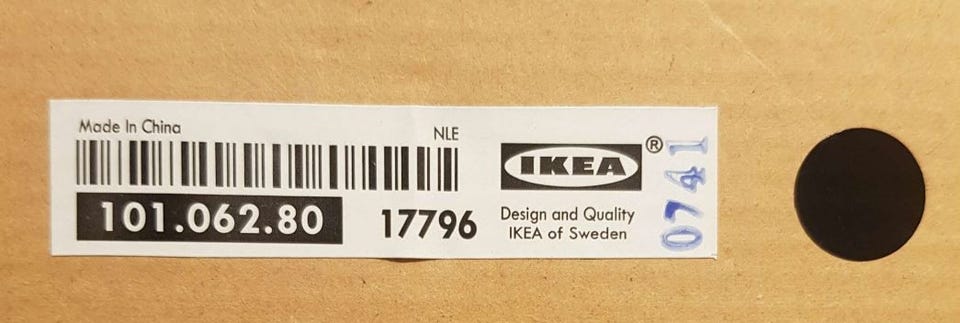 Made In China
NLE
101.062.80
17796
IKEA®
Design and Quality
IKEA of Sweden
0741